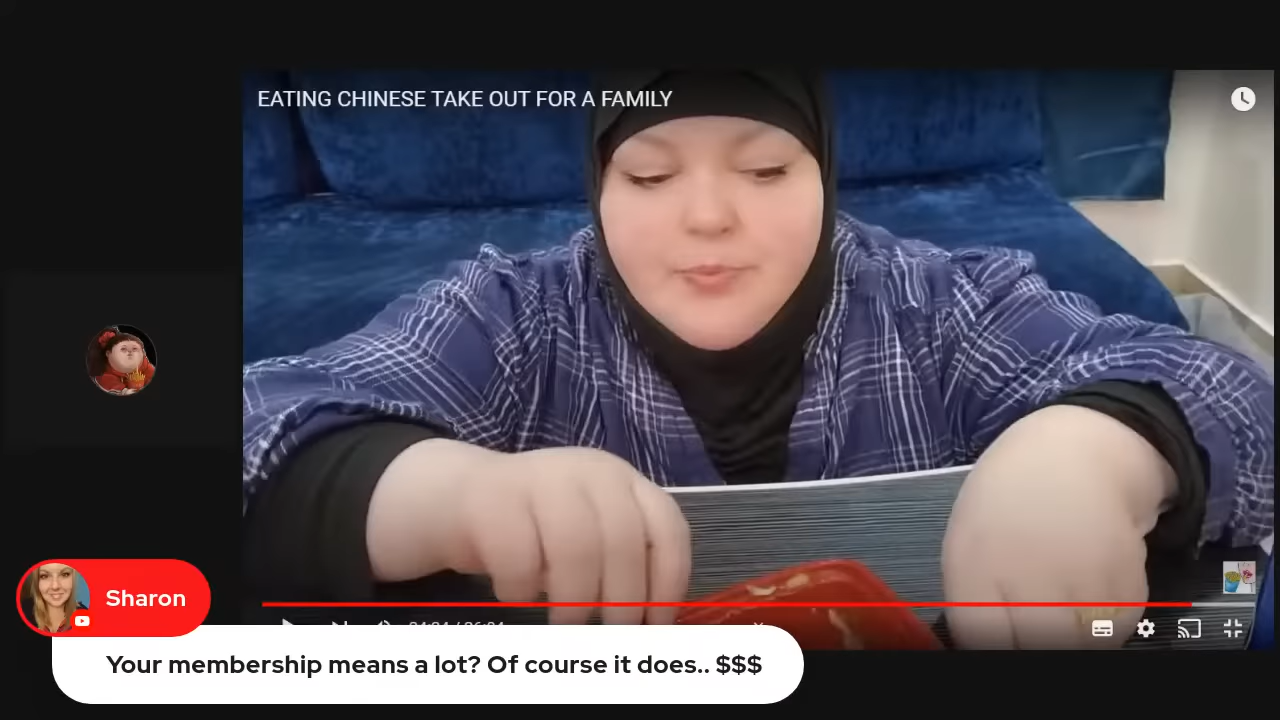 EATING CHINESE TAKE OUT FOR A FAMILY
Sharon
Your membership means a lot? Of course it does.. $$$